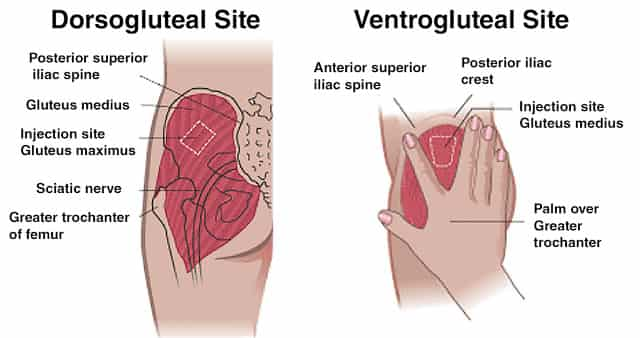 Dorsogluteal Site
Posterior superior
iliac spine
Gluteus medius
Injection site
Gluteus maximus
Sciatic nerve
Greater trochanter
of femur
Ventrogluteal Site
Anterior superior
iliac spine
Posterior iliac
crest
Injection site
Gluteus medius
Palm over
Greater
trochanter